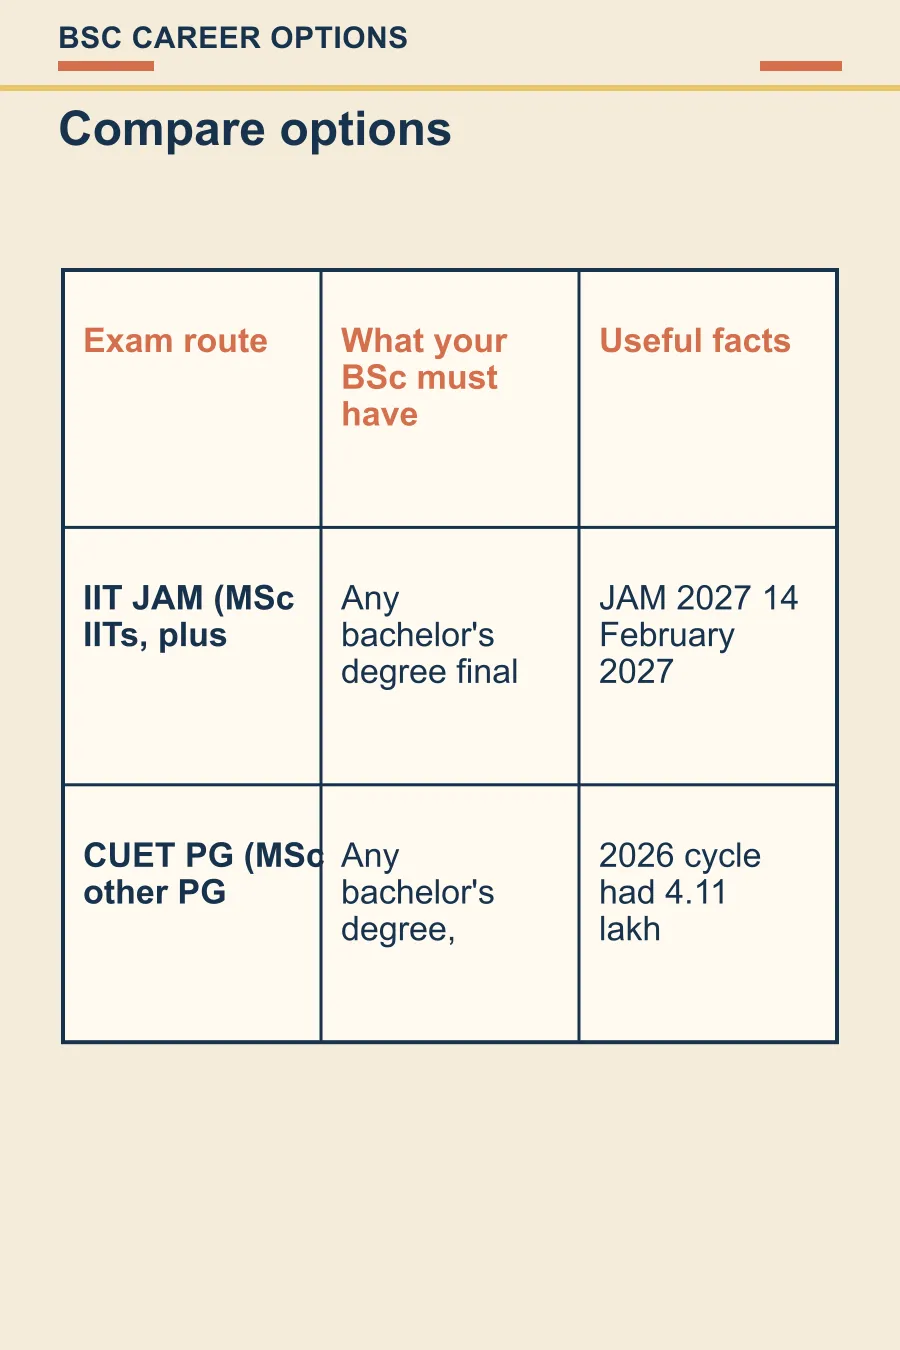 BSC CAREER OPTIONS
Compare options
Exam route
What your
BSc must
have
Useful facts
IIT JAM (MSc
IITs, plus
Any
bachelor's
degree final
JAM 2027 14
February
2027
CUET PG (MSc
other PG
Any
bachelor's
degree,
2026 cycle
had 4.11
lakh